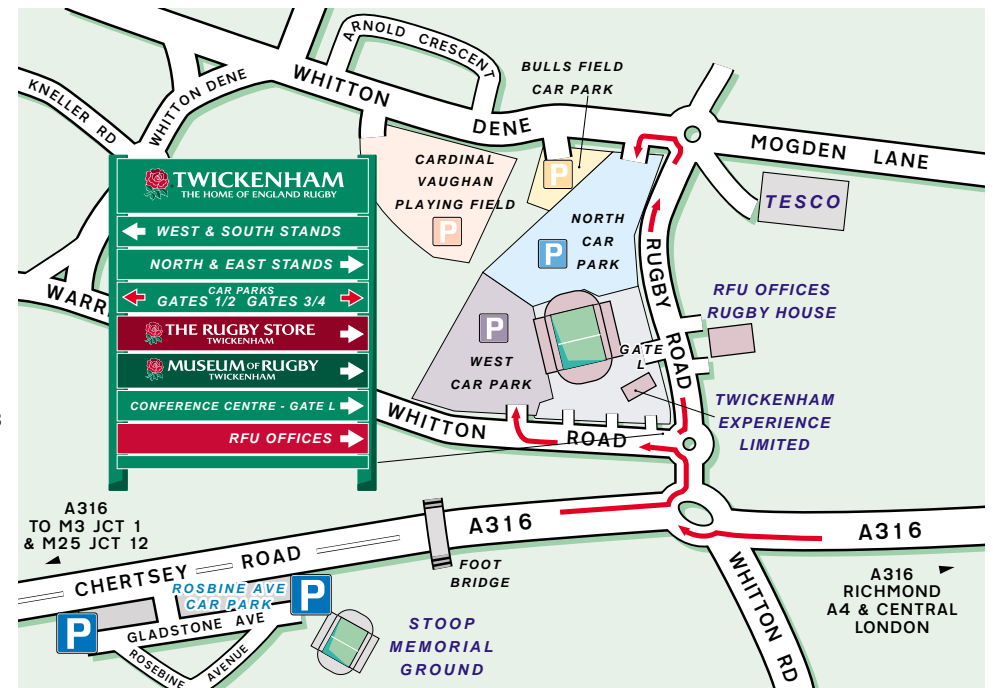 ARNOLD CRESCENT
WHITTON
DENE
BULLS FIELD
CAR PARK
KNELLER RD
WHITTON DENE
MOGDEN LANE
CARDINAL
VAUGHAN
PLAYING FIELD
P
P
TESCO
NORTH
CAR
PARK
P
RUGBY
ROAD
TWICKENHAM
THE HOME OF ENGLAND RUGBY
WEST & SOUTH STANDS
NORTH & EAST STANDS
CAR PARKS
GATES 1/2 GATES 3/4
THE RUGBY STORE
TWICKENHAM
MUSEUM OF RUGBY
TWICKENHAM
CONFERENCE CENTRE - GATE L
RFU OFFICES
WARR
RFU OFFICES
RUGBY HOUSE
P
WEST
CAR PARK
GATE
L
TWICKENHAM
EXPERIENCE
LIMITED
WHITTON
ROAD
A316
TO M3 JCT 1
& M25 JCT 12
A316
A316
CHERTSEY ROAD
FOOT
BRIDGE
WHITTON RD
A316
RICHMOND
A4 & CENTRAL
LONDON
ROSBINE AVE
CAR PARK
P
P
GLADSTONE AVE
ROSEBINE
AVENUE
STOOP
MEMORIAL
GROUND